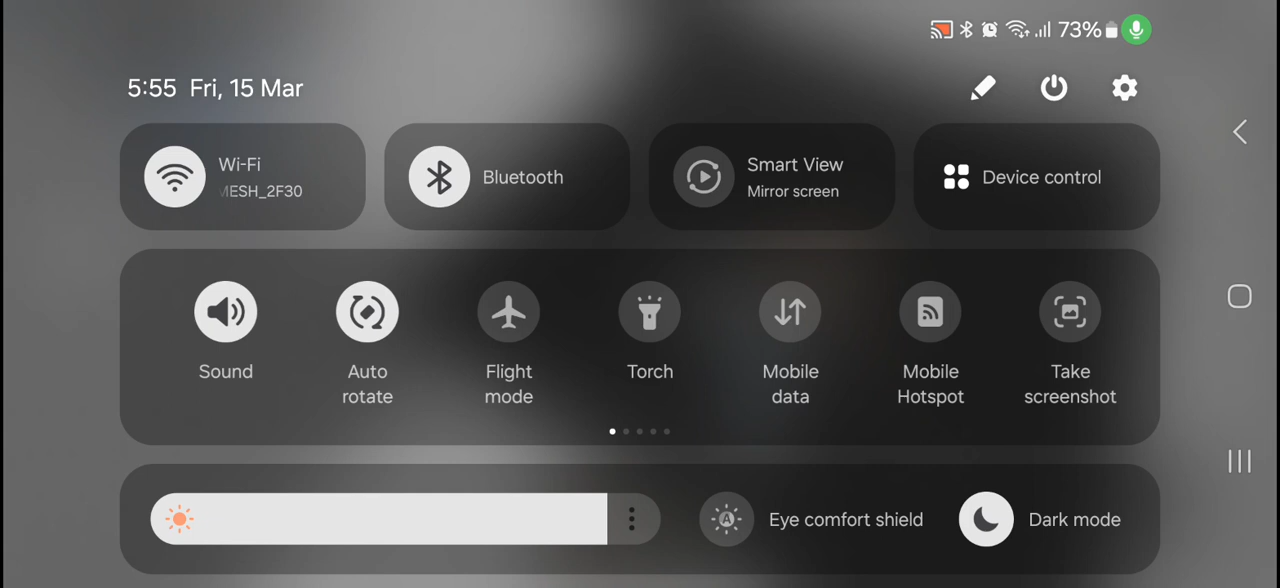 73%
5:55 Fri, 15 Mar
Wi-Fi
MESH_2F30
Bluetooth
Smart View
Mirror screen
Device control
Sound
Auto
rotate
Flight
mode
Torch
Mobile
data
Mobile
Hotspot
Take
screenshot
A
Eye comfort shield
Dark mode